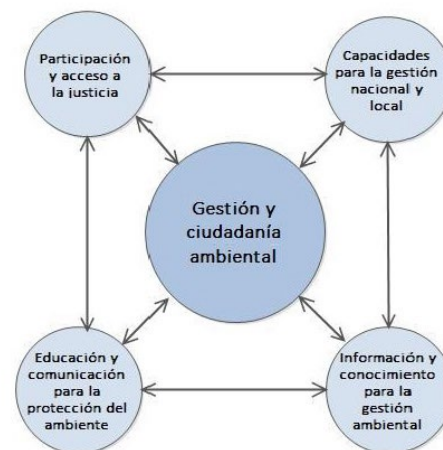 Participación
y acceso a
la justicia
Capacidades
para la gestión
nacional y
local
Gestión y
ciudadanía
ambiental
Educación y
comunicación
para la
protección del
ambiente
Información y
conocimiento
para la
gestión
ambiental